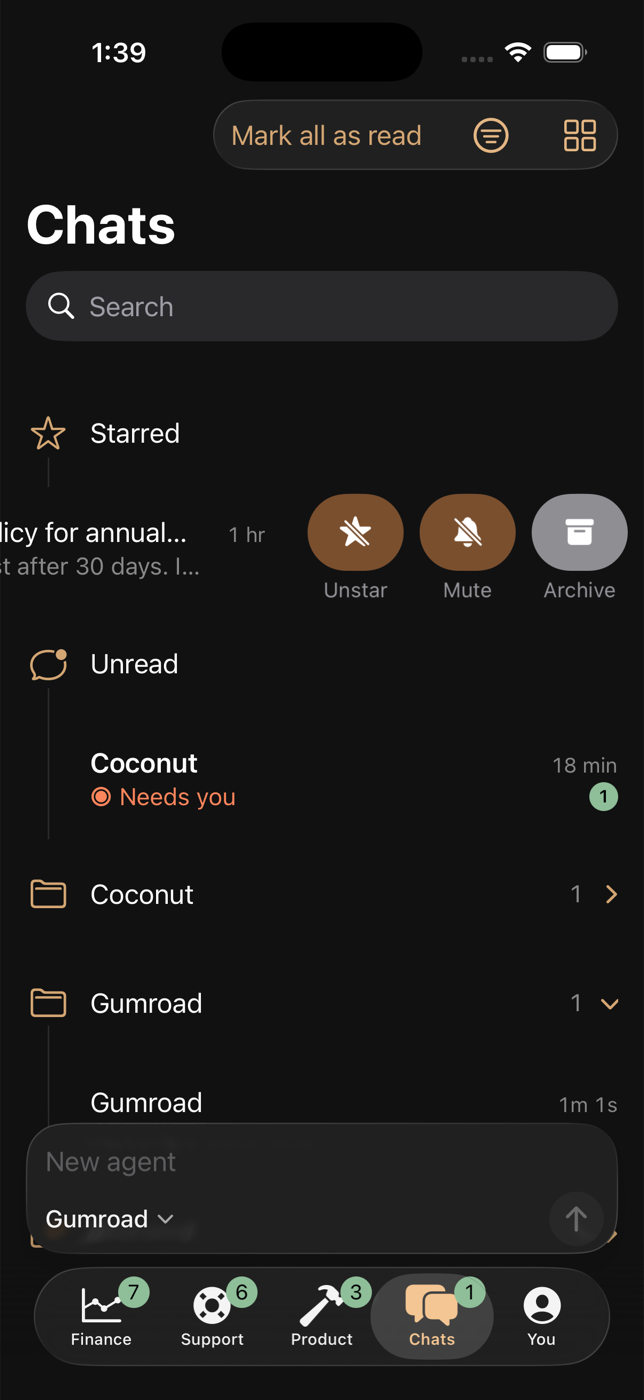 1:39
Mark all as read
Chats
Search
Starred
licy for annual... 1 hr
st after 30 days. I...
Unstar Mute Archive
Unread
Coconut 18 min
Needs you 1
Coconut 1
Gumroad 1
Gumroad 1m 1s
New agent
Gumroad
7 6 3 1
Finance Support Product Chats You